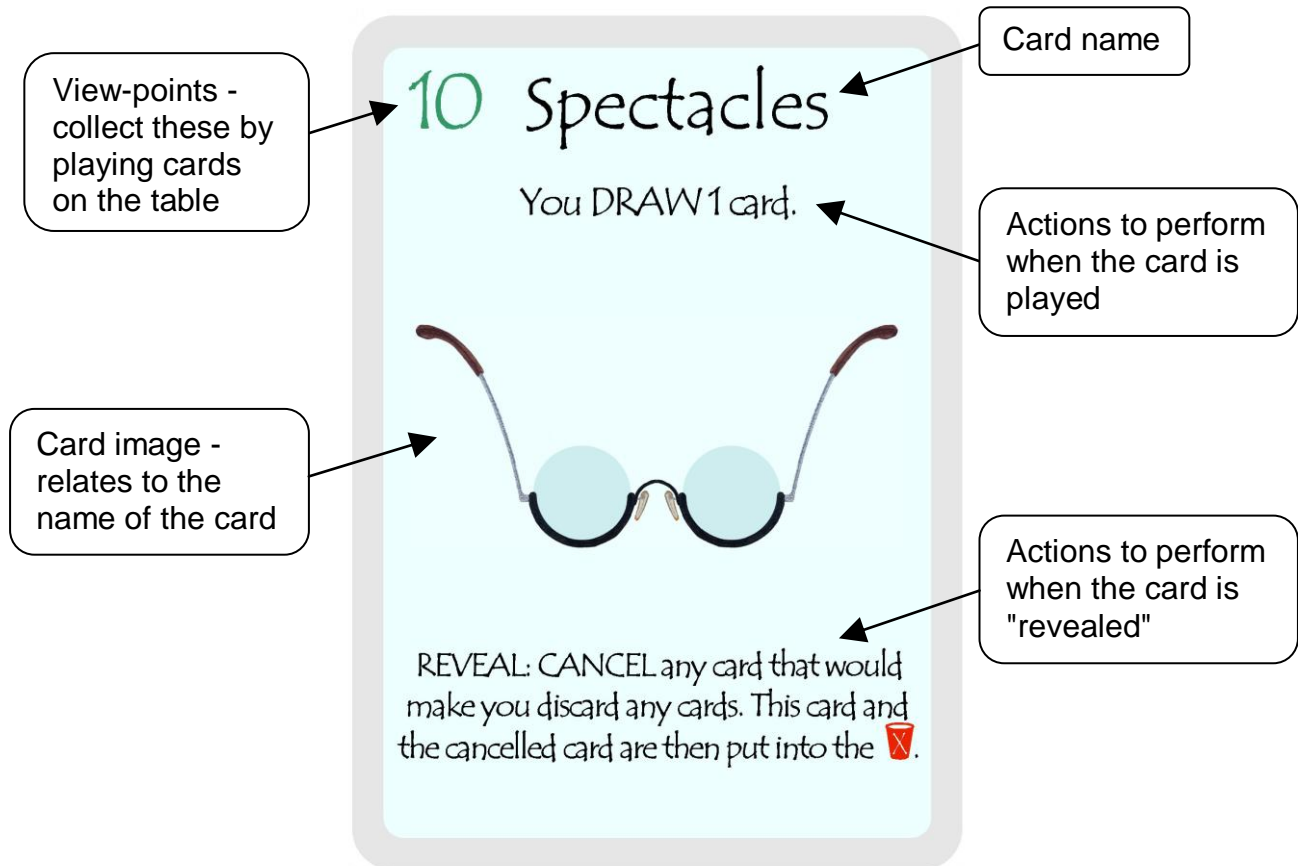 Card name
View-points -
collect these by
playing cards
on the table
10 Spectacles
You DRAW 1 card.
Actions to perform
when the card is
played
Card image -
relates to the
name of the card
Actions to perform
when the card is
"revealed"
REVEAL: CANCEL any card that would
make you discard any cards. This card and
the cancelled card are then put into the X.